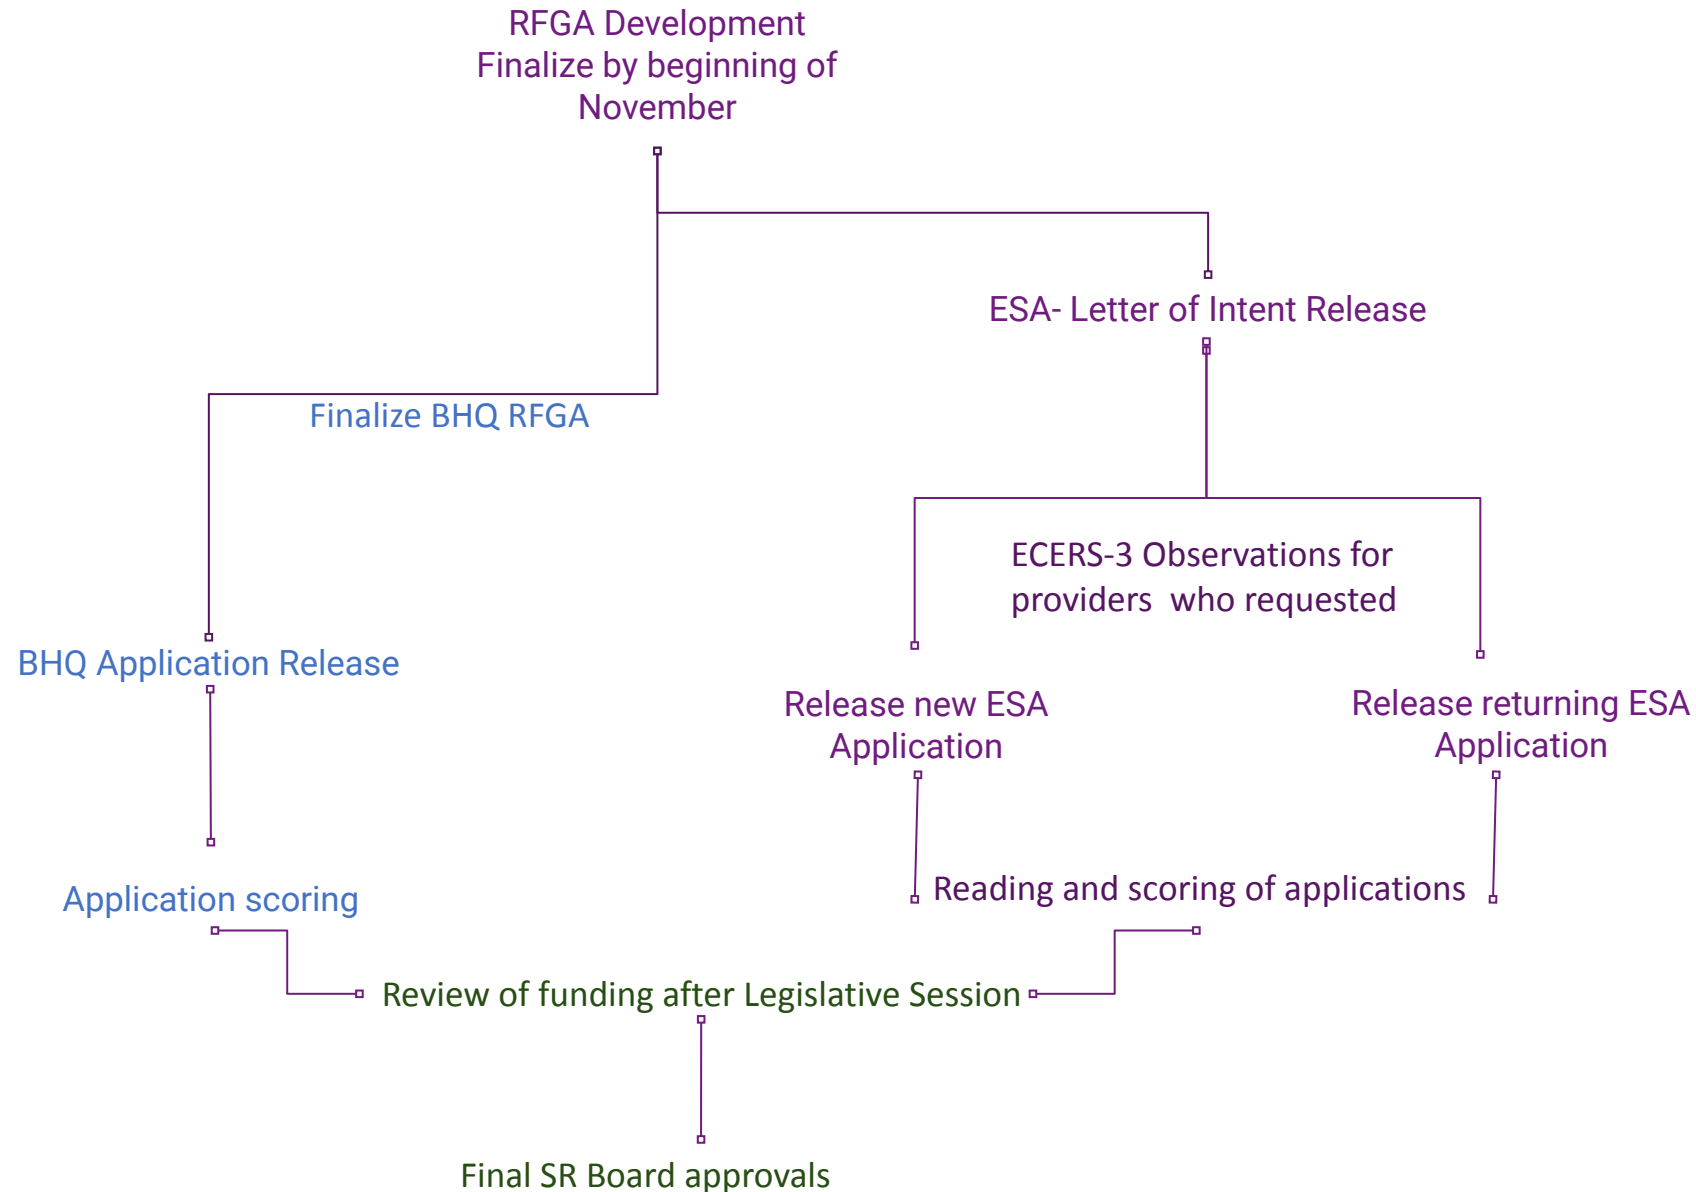 RFGA Development
Finalize by beginning of
November
ESA- Letter of Intent Release
Finalize BHQ RFGA
ECERS-3 Observations for
providers  who requested
BHQ Application Release
Release new ESA
Application
Release returning ESA
Application
Application scoring
Reading and scoring of applications
Review of funding after Legislative Session
Final SR Board approvals